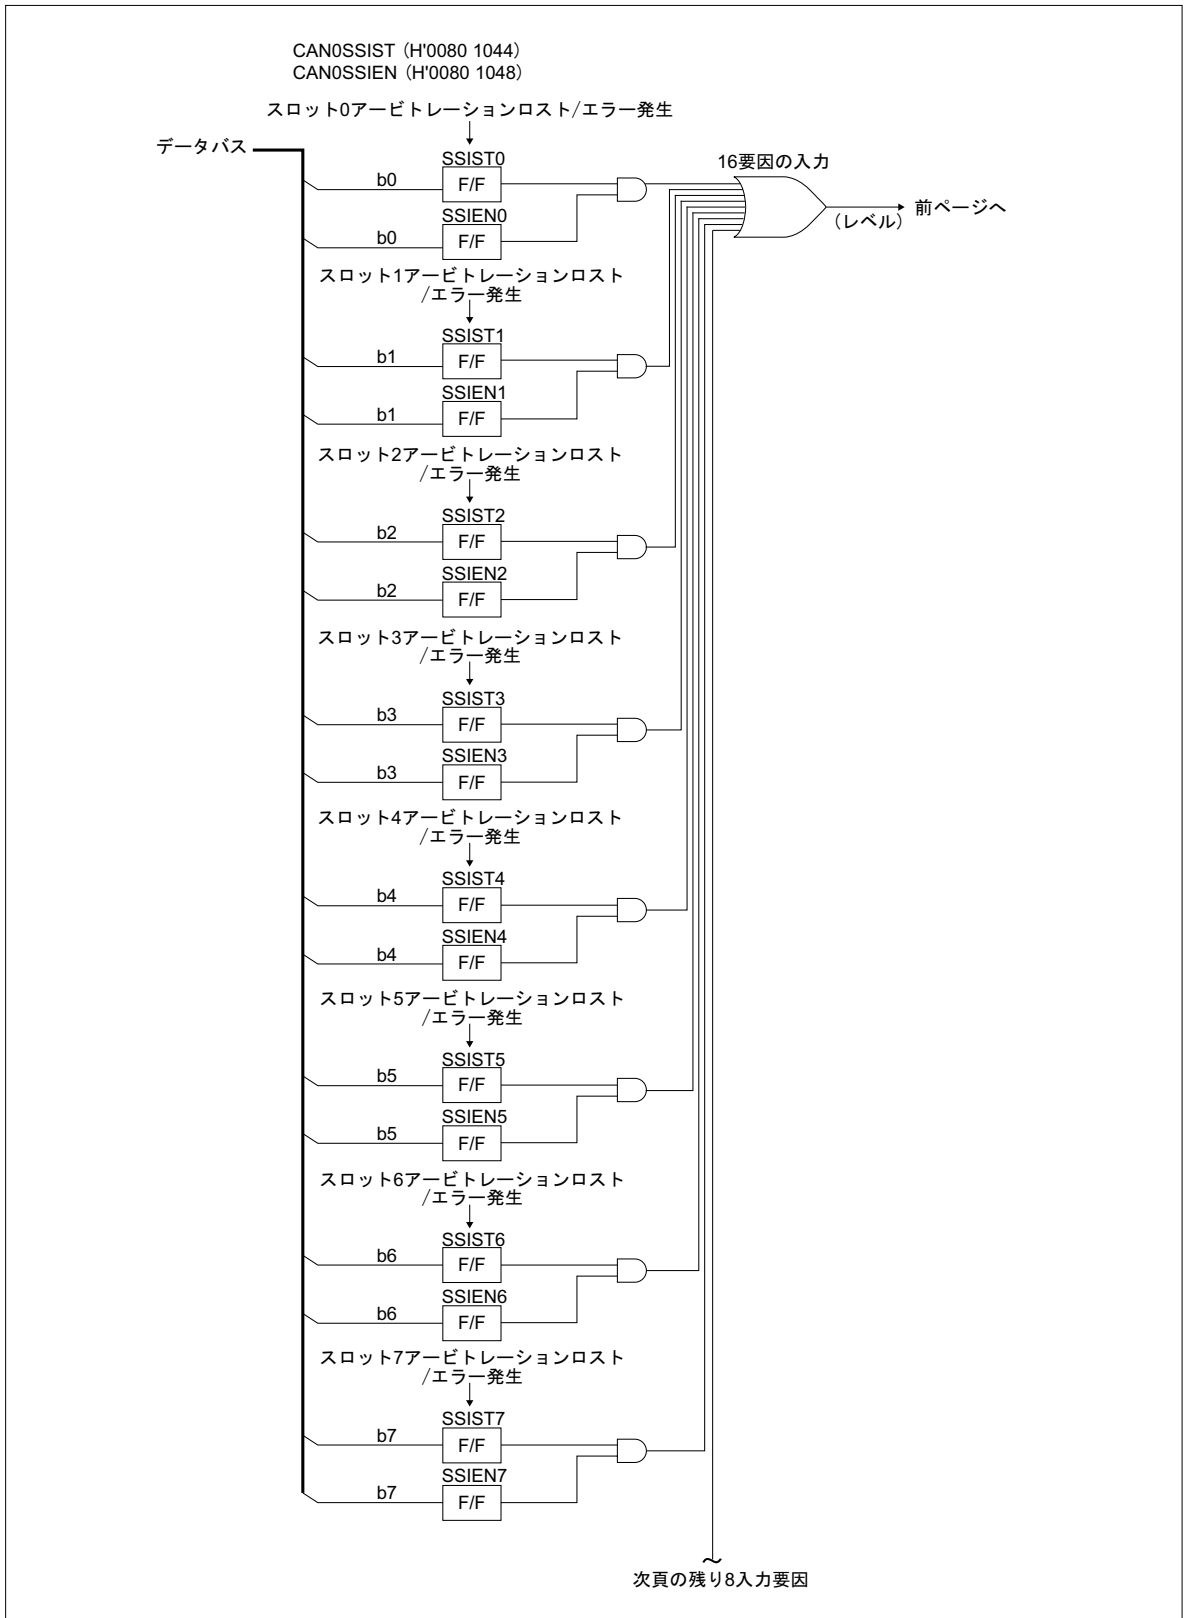 CAN0SSIST (H'0080 1044)
CAN0SSIEN (H'0080 1048)
スロット0アービトレーションロスト/エラー発生
データバス
SSIST0
16要因の入力
b0
F/F
前ページへ
(レベル)
SSIEN0
b0
F/F
スロット1アービトレーションロスト
/エラー発生
SSIST1
b1
F/F
SSIEN1
b1
F/F
スロット2アービトレーションロスト
/エラー発生
SSIST2
b2
F/F
SSIEN2
b2
F/F
スロット3アービトレーションロスト
/エラー発生
SSIST3
b3
F/F
SSIEN3
b3
F/F
スロット4アービトレーションロスト
/エラー発生
SSIST4
b4
F/F
SSIEN4
b4
F/F
スロット5アービトレーションロスト
/エラー発生
SSIST5
b5
F/F
SSIEN5
b5
F/F
スロット6アービトレーションロスト
/エラー発生
SSIST6
b6
F/F
SSIEN6
b6
F/F
スロット7アービトレーションロスト
/エラー発生
SSIST7
b7
F/F
SSIEN7
b7
F/F
次頁の残り8入力要因